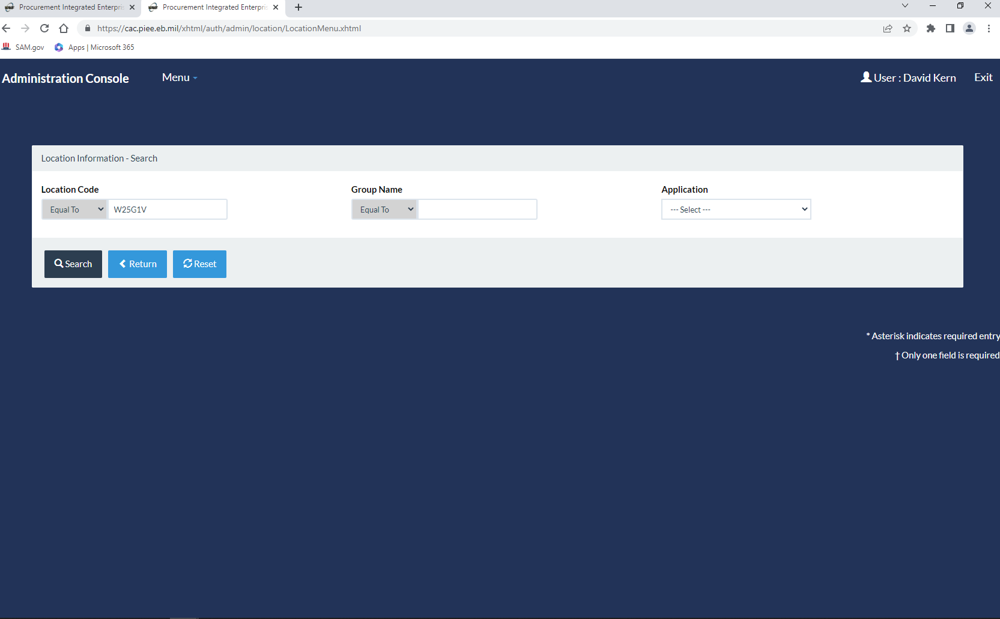 Procurement Integrated Enterpris
Procurement Integrated Enterpris
https://cac.piee.eb.mil/xhtml/auth/admin/location/LocationMenu.xhtml
SAM.gov
Apps | Microsoft 365
Administration Console
Menu
User : David Kern
Exit
Location Information - Search
Location Code
Group Name
Application
Equal To
W25G1V
Equal To
--- Select ---
Search
Return
Reset
* Asterisk indicates required entry
† Only one field is required